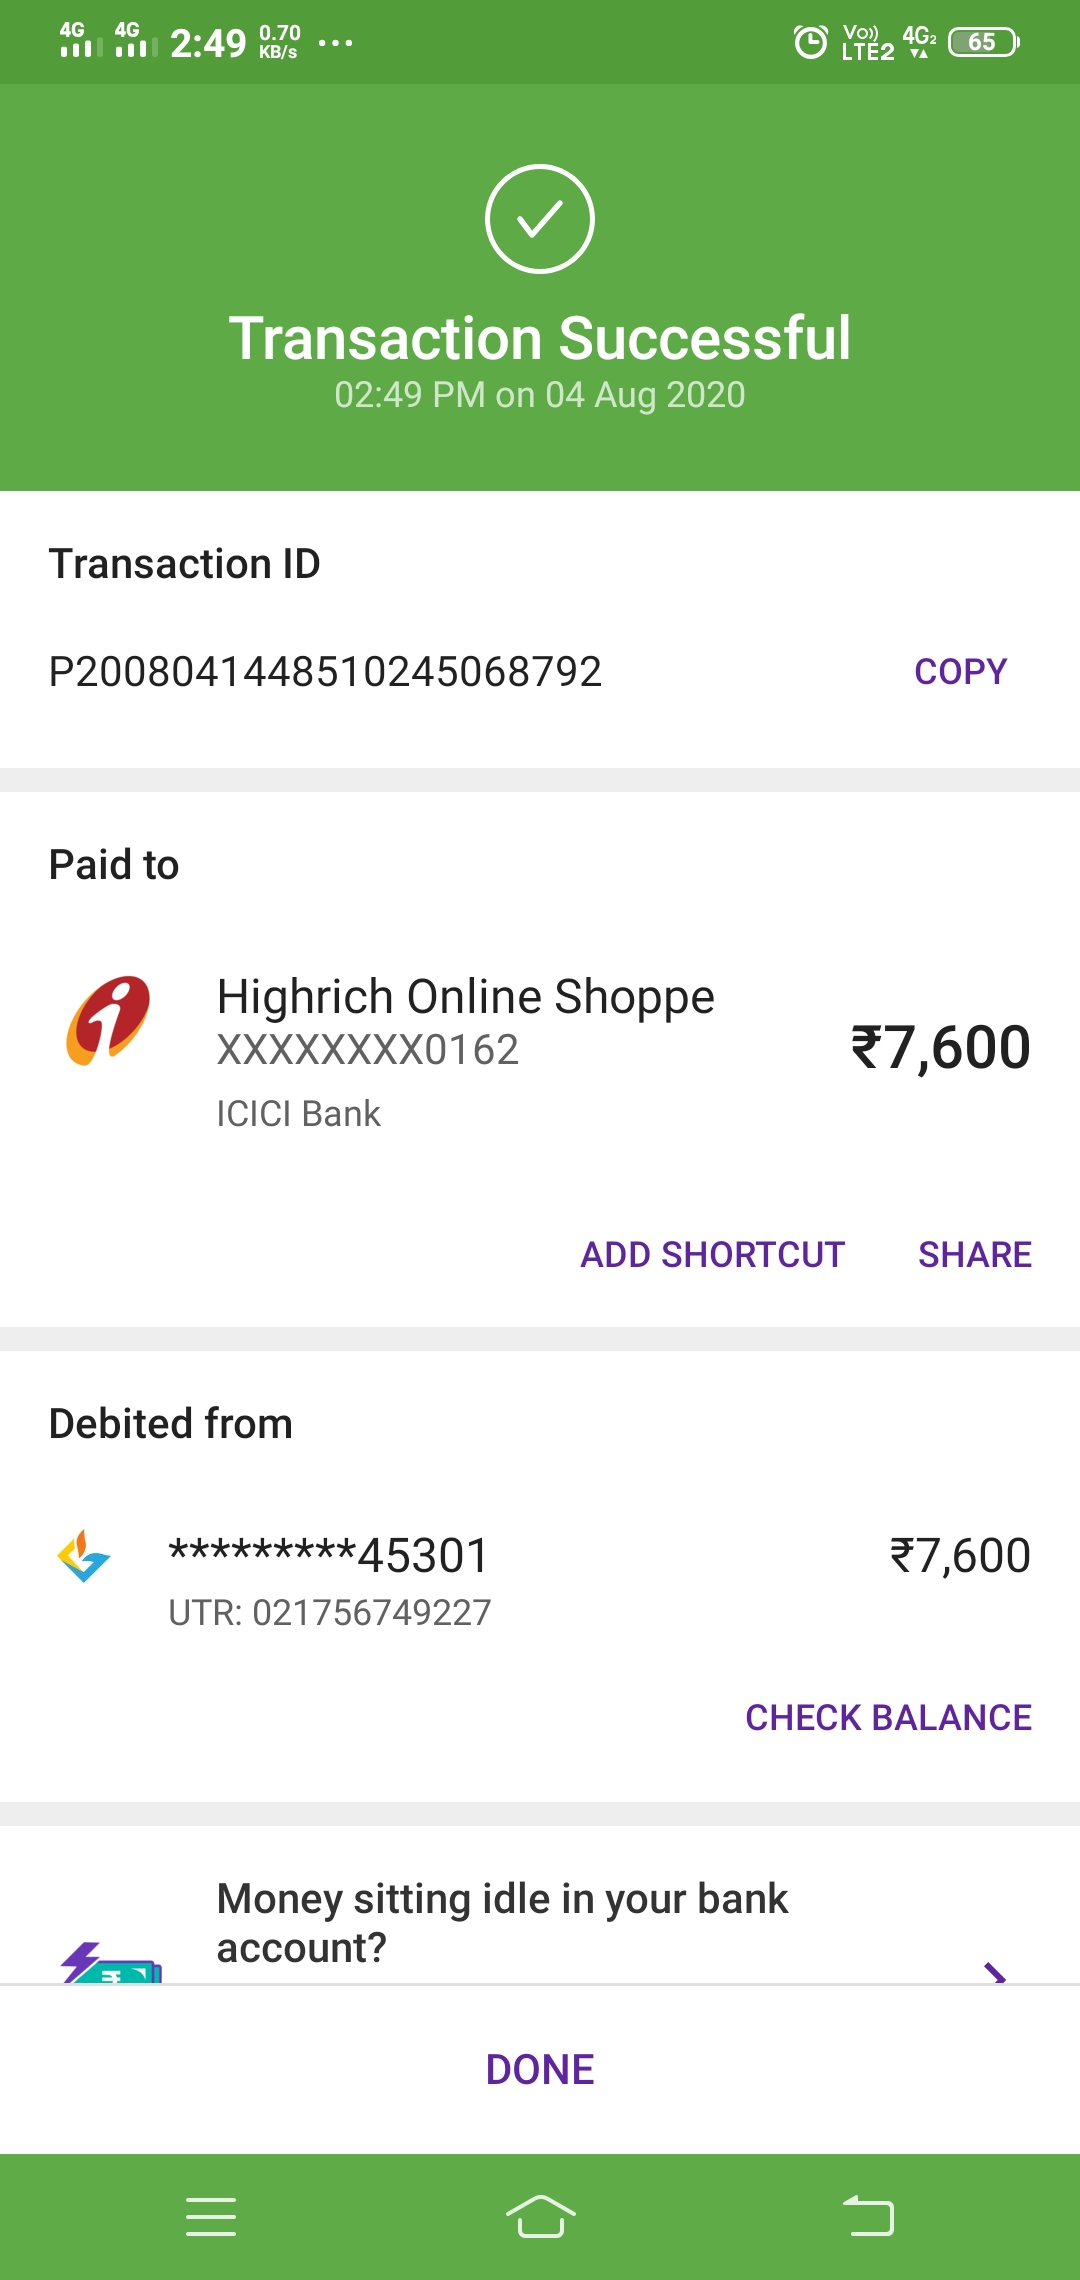 4G 4G 2:49 0.70 KB/s ... Vo)) LTE2 4G2 65
Transaction Successful
02:49 PM on 04 Aug 2020
Transaction ID
P2008041448510245068792 COPY
Paid to
Highrich Online Shoppe
XXXXXXXX0162 ₹7,600
ICICI Bank
ADD SHORTCUT SHARE
Debited from
*********45301 ₹7,600
UTR: 021756749227
CHECK BALANCE
Money sitting idle in your bank
account?
DONE